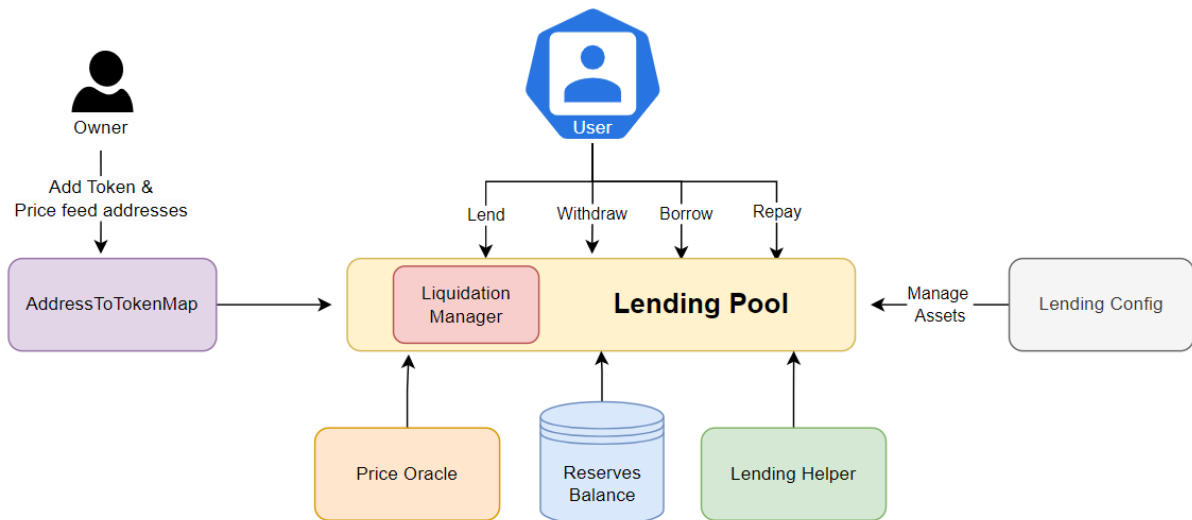 Owner
User
Add Token &
Price feed addresses
Lend
Withdraw
Borrow
Repay
AddressToTokenMap
Liquidation
Manager
Lending Pool
Manage
Assets
Lending Config
Price Oracle
Reserves
Balance
Lending Helper